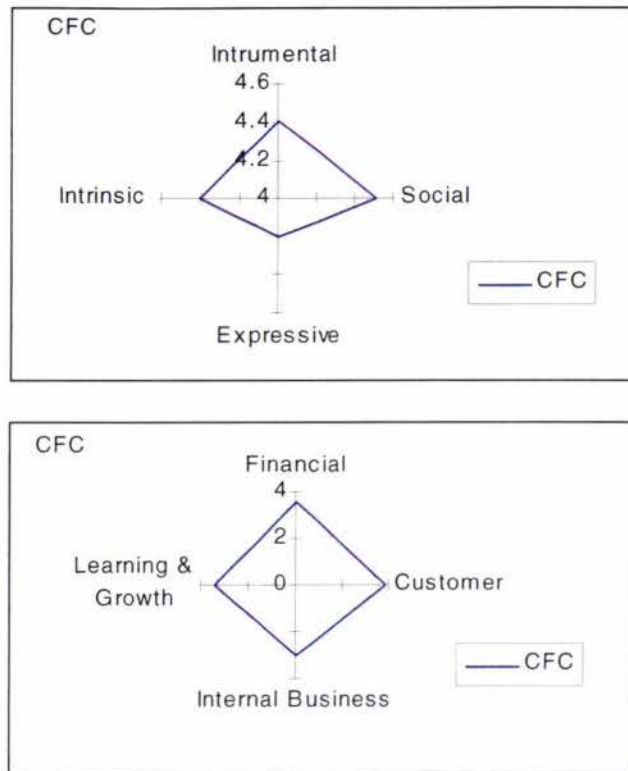 CFC
Intrumental
4.6
4.4
4.2
Intrinsic
4
Social
CFC
Expressive
CFC
Financial
4
2
Learning &
Growth
0
Customer
CFC
Internal Business